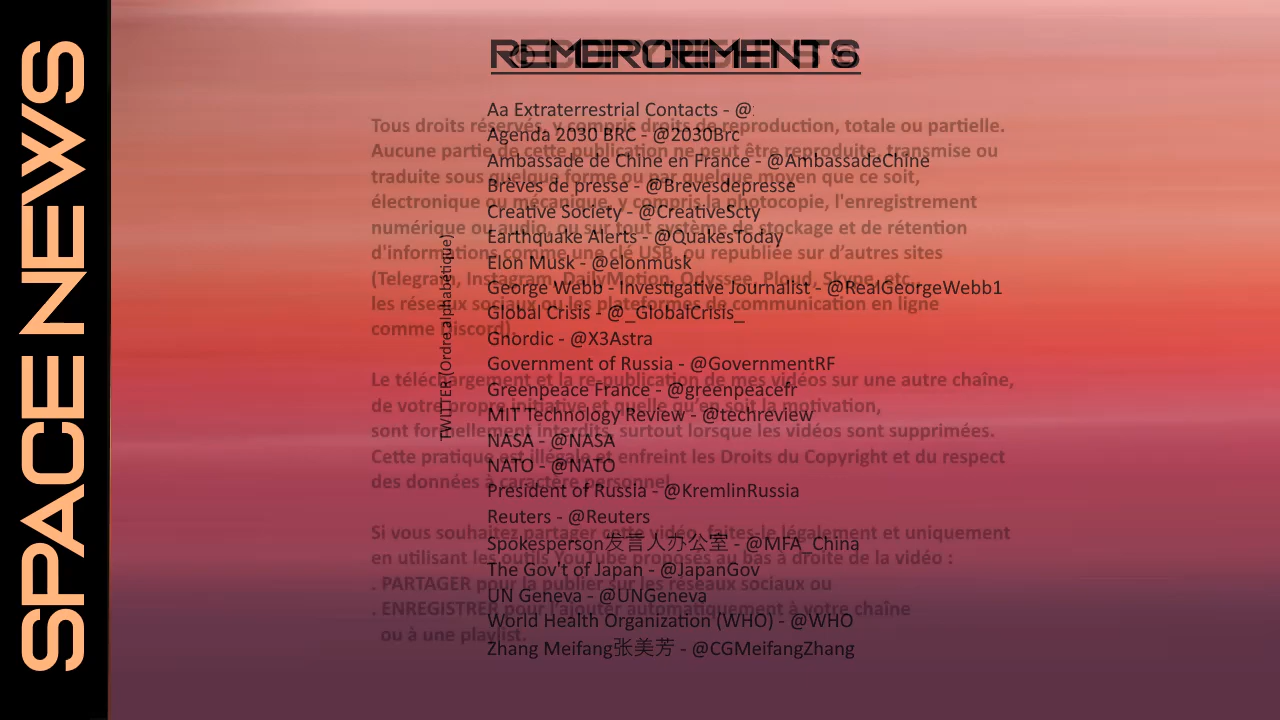 SPACE NEWS
REMERCIEMENTS
TWITTER (Ordre alphabétique)
Aa Extraterrestrial Contacts - @
Agenda 2030 BRC - @2030Brc
Ambassade de Chine en France - @AmbassadeChine
Brèves de presse - @Brevesdepresse
Creative Society - @CreativeScty
Earthquake Alerts - @QuakesToday
Elon Musk - @elonmusk
George Webb - Investigative Journalist - @RealGeorgeWebb1
Global Crisis - @_GlobalCrisis_
Gnordic - @X3Astra
Government of Russia - @GovernmentRF
Greenpeace France - @greenpeacefr
MIT Technology Review - @techreview
NASA - @NASA
NATO - @NATO
President of Russia - @KremlinRussia
Reuters - @Reuters
Spokesperson发言人办公室 - @MFA_China
The Gov't of Japan - @JapanGov
UN Geneva - @UNGeneva
World Health Organization (WHO) - @WHO
Zhang Meifang张美芳 - @CGMeifangZhang
Tous droits réservés, y compris droits de reproduction, totale ou partielle.
Aucune partie de cette publication ne peut être reproduite, transmise ou
traduite sous quelque forme ou par quelque moyen que ce soit,
électronique ou mécanique, y compris la photocopie, l'enregistrement
numérique ou audio, ou sur tout système de stockage et de rétention
d'informations comme une clé USB, ou republiée sur d’autres sites
(Telegram, Instagram, DailyMotion, Odyssee, Ploud, Skype, etc.,
les réseaux sociaux ou les plateformes de communication en ligne
comme Discord).
Le téléchargement et la re-publication de mes vidéos sur une autre chaîne,
de votre propre initiative et quelle qu’en soit la motivation,
sont formellement interdits, surtout lorsque les vidéos sont supprimées.
Cette pratique est illégale et enfreint les Droits du Copyright et du respect
des données à caractère personnel.
Si vous souhaitez partager cette vidéo, faites-le légalement et uniquement
en utilisant les outils YouTube proposés au bas à droite de la vidéo :
. PARTAGER pour la publier sur les réseaux sociaux ou
. ENREGISTRER pour l’ajouter automatiquement à votre chaîne
ou à une playlist.